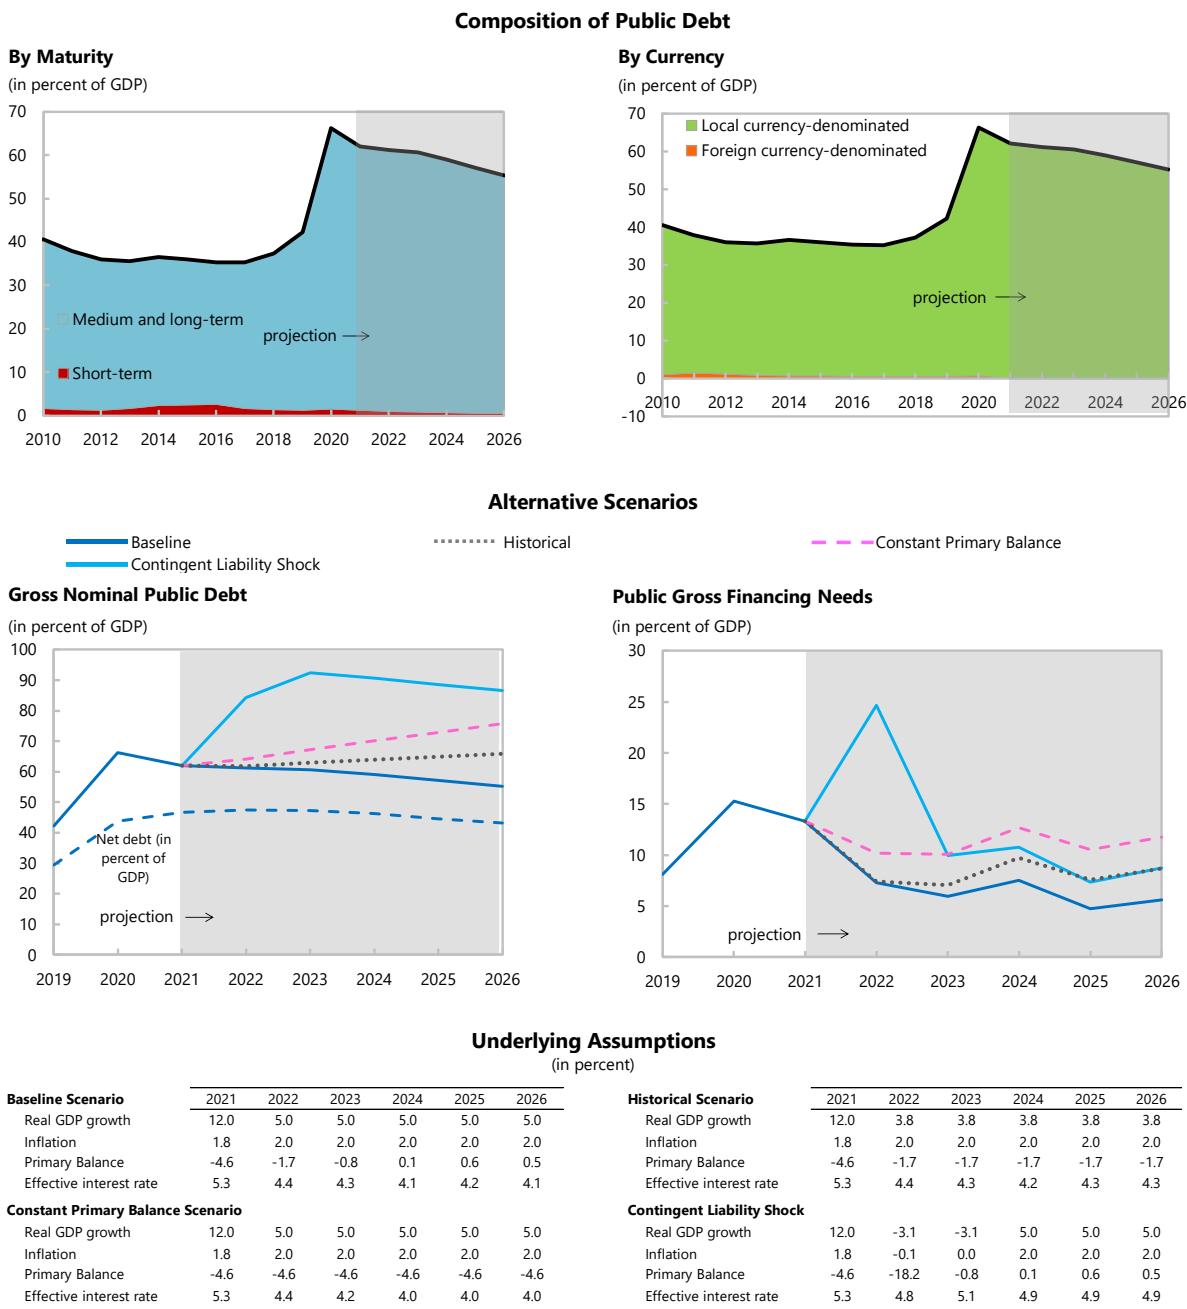 Composition of Public Debt
By Maturity
(in percent of GDP)
70
60
50
40
30
20
10
0
Medium and long-term
projection
Short-term
2010 2012 2014 2016 2018 2020 2022 2024 2026
By Currency
(in percent of GDP)
70
60
50
40
30
20
10
0
-10
Local currency-denominated
Foreign currency-denominated
projection
2010 2012 2014 2016 2018 2020 2022 2024 2026
Alternative Scenarios
Baseline
Historical
Constant Primary Balance
Contingent Liability Shock
Gross Nominal Public Debt
(in percent of GDP)
100
90
80
70
60
50
40
30
20
10
0
Net debt (in
percent of
GDP)
projection
2019 2020 2021 2022 2023 2024 2025 2026
Public Gross Financing Needs
(in percent of GDP)
30
25
20
15
10
5
0
projection
2019 2020 2021 2022 2023 2024 2025 2026
Underlying Assumptions
(in percent)
Baseline Scenario 2021 2022 2023 2024 2025 2026
Real GDP growth 12.0 5.0 5.0 5.0 5.0 5.0
Inflation 1.8 2.0 2.0 2.0 2.0 2.0
Primary Balance -4.6 -1.7 -0.8 0.1 0.6 0.5
Effective interest rate 5.3 4.4 4.3 4.1 4.2 4.1
Constant Primary Balance Scenario
Real GDP growth 12.0 5.0 5.0 5.0 5.0 5.0
Inflation 1.8 2.0 2.0 2.0 2.0 2.0
Primary Balance -4.6 -4.6 -4.6 -4.6 -4.6 -4.6
Effective interest rate 5.3 4.4 4.2 4.0 4.0 4.0
Historical Scenario 2021 2022 2023 2024 2025 2026
Real GDP growth 12.0 3.8 3.8 3.8 3.8 3.8
Inflation 1.8 2.0 2.0 2.0 2.0 2.0
Primary Balance -4.6 -1.7 -1.7 -1.7 -1.7 -1.7
Effective interest rate 5.3 4.4 4.3 4.2 4.3 4.3
Contingent Liability Shock
Real GDP growth 12.0 -3.1 -3.1 5.0 5.0 5.0
Inflation 1.8 -0.1 0.0 2.0 2.0 2.0
Primary Balance -4.6 -18.2 -0.8 0.1 0.6 0.5
Effective interest rate 5.3 4.8 5.1 4.9 4.9 4.9